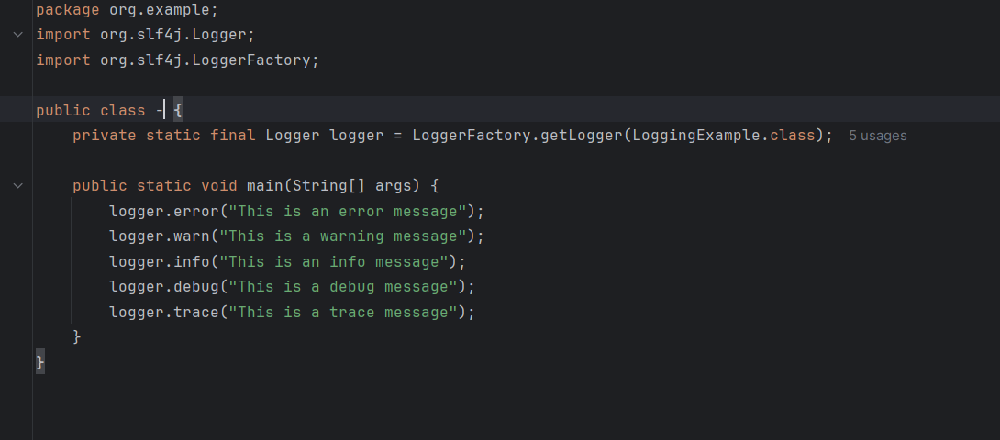 package org.example;
import org.slf4j.Logger;
import org.slf4j.LoggerFactory;
public class - {
private static final Logger logger = LoggerFactory.getLogger(LoggingExample.class); 5 usages
public static void main(String[] args) {
logger.error("This is an error message");
logger.warn("This is a warning message");
logger.info("This is an info message");
logger.debug("This is a debug message");
logger.trace("This is a trace message");
}
}